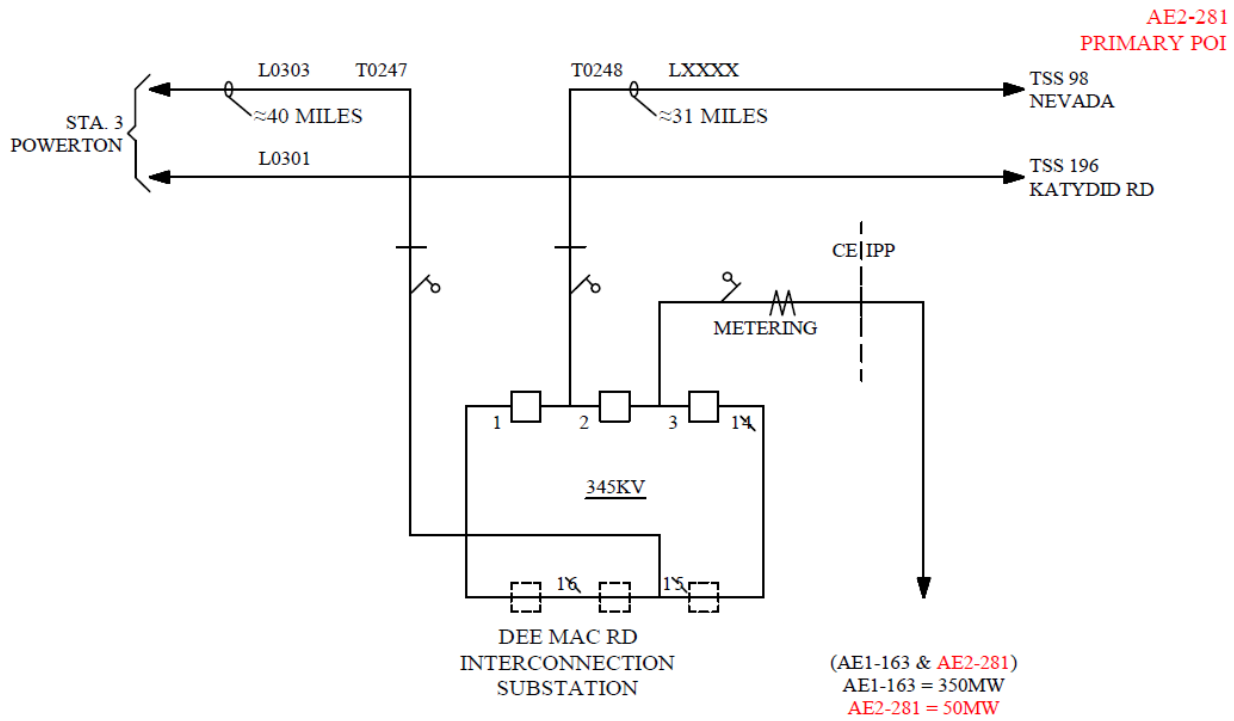 AE2-281
PRIMARY POI
L0303
T0247
T0248
LXXXX
TSS 98
NEVADA
≈40 MILES
≈31 MILES
STA. 3
POWERTON
L0301
TSS 196
KATYDID RD
CE IPP
METERING
1
2
3
14
345KV
16
15
DEE MAC RD
INTERCONNECTION
SUBSTATION
(AE1-163 & AE2-281)
AE1-163 = 350MW
AE2-281 = 50MW